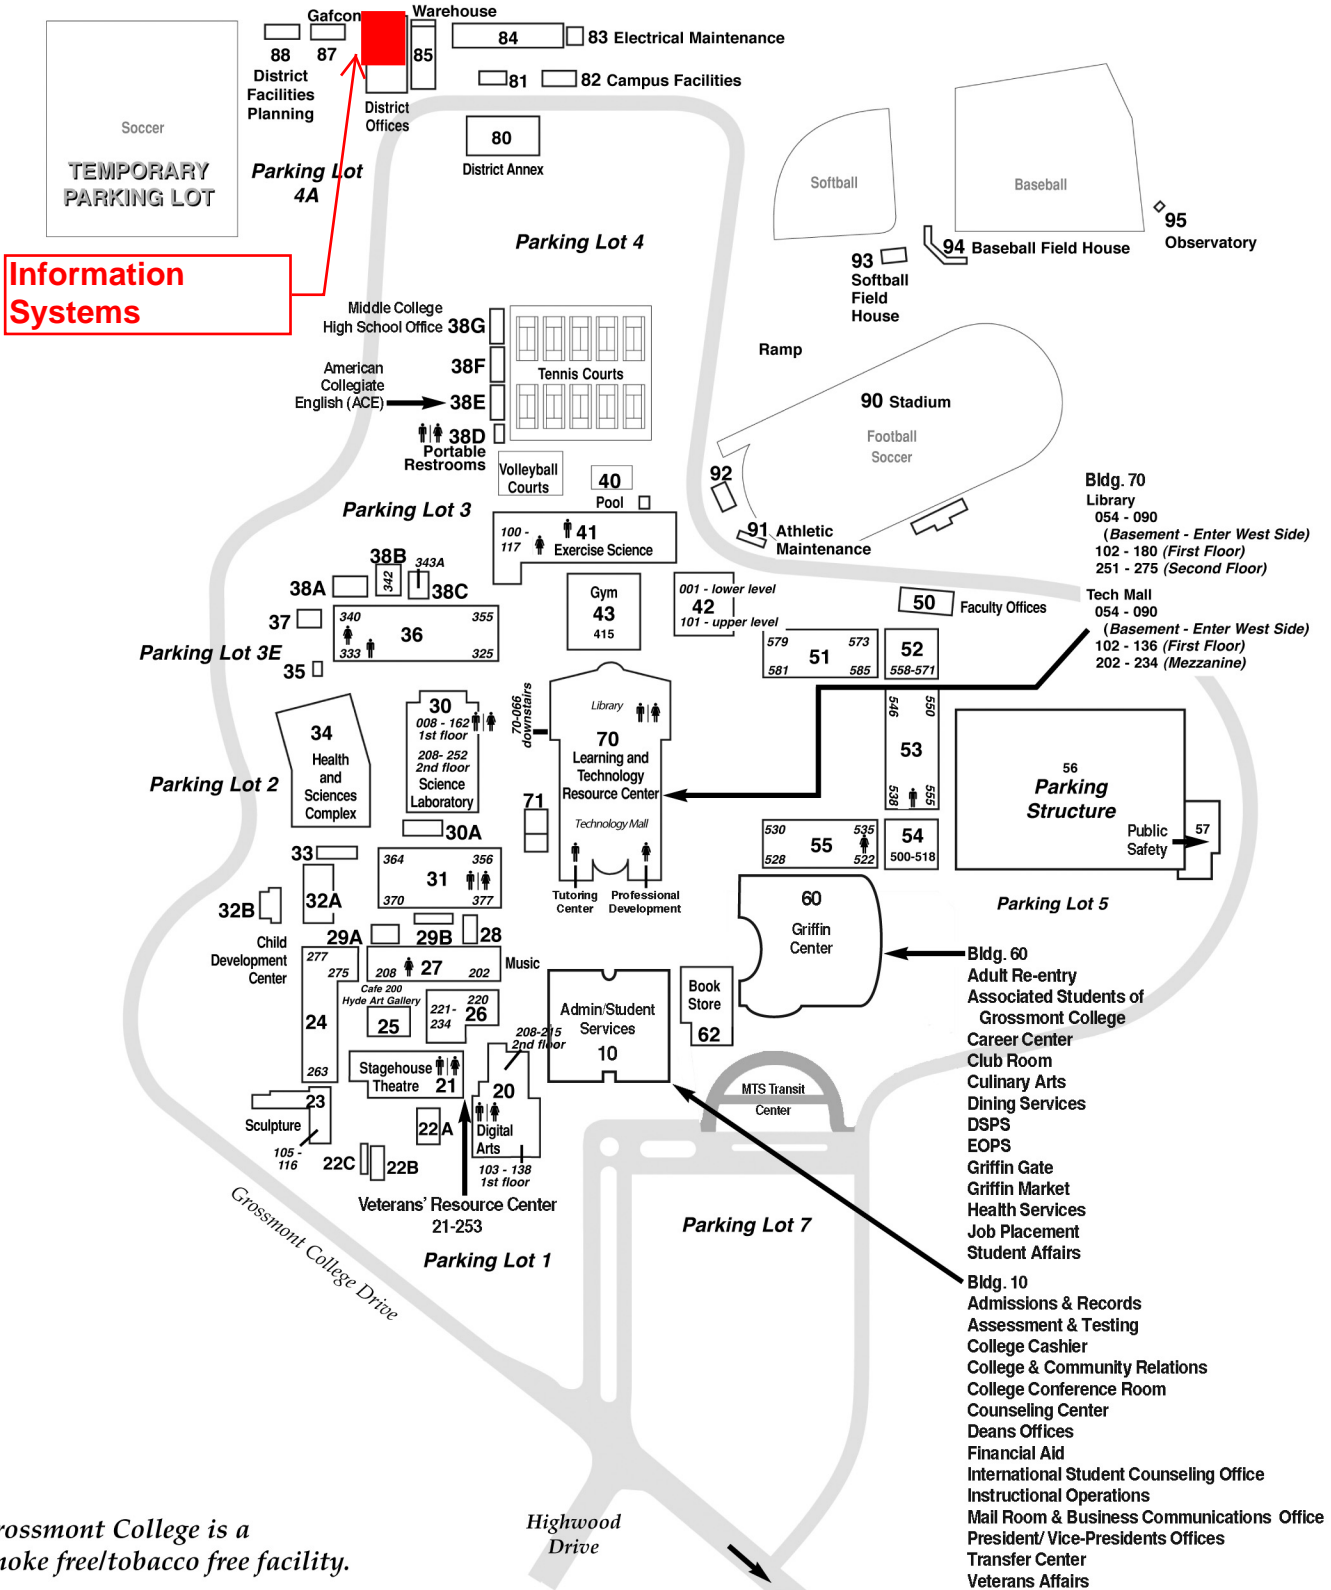 Gafcon
Warehouse
88
87
85
84
83 Electrical Maintenance
District
Facilities
Planning
81
82 Campus Facilities
District
Offices
Soccer
TEMPORARY
PARKING LOT
80
District Annex
Parking Lot
4A
Softball
Baseball
95
Observatory
Parking Lot 4
93
Softball
Field
House
94 Baseball Field House
Information
Systems
Middle College
High School Office 38G
38F
American
Collegiate
English (ACE)
38E
38D
Portable
Restrooms
Tennis Courts
Ramp
90 Stadium
Football
Soccer
Volleyball
Courts
40
Pool
92
91 Athletic
Maintenance
Parking Lot 3
100 -
117
41
Exercise Science
Bldg. 70
Library
054 - 090
(Basement - Enter West Side)
102 - 180 (First Floor)
251 - 275 (Second Floor)
Tech Mall
054 - 090
(Basement - Enter West Side)
102 - 136 (First Floor)
202 - 234 (Mezzanine)
38B
343A
342
38A
38C
Gym
43
415
001 - lower level
42
101 - upper level
50
Faculty Offices
37
340
355
36
333
325
579
573
51
581
585
52
558-571
Parking Lot 3E
35
34
Health
and
Sciences
Complex
30
008 - 162
1st floor
208- 252
2nd floor
Science
Laboratory
70-066
downstairs
Library
70
Learning and
Technology
Resource Center
Technology Mall
546
550
53
538
555
56
Parking
Structure
Public
Safety
57
Parking Lot 2
30A
71
530
535
55
528
522
54
500-518
33
364
356
31
370
377
Tutoring
Center
Professional
Development
32B
32A
60
Griffin
Center
Parking Lot 5
29A
29B
28
Child
Development
Center
277
275
208
27
202
Music
Cafe 200
Hyde Art Gallery
25
221-
234
220
26
24
263
Book
Store
62
Admin/Student
Services
10
208-215
2nd floor
Stagehouse
Theatre
21
20
Digital
Arts
MTS Transit
Center
23
Sculpture
105 -
116
22A
22C
22B
103 - 138
1st floor
Veterans' Resource Center
21-253
Bldg. 60
Adult Re-entry
Associated Students of
Grossmont College
Career Center
Club Room
Culinary Arts
Dining Services
DSPS
EOPS
Griffin Gate
Griffin Market
Health Services
Job Placement
Student Affairs
Parking Lot 7
Parking Lot 1
Grossmont College Drive
Bldg. 10
Admissions & Records
Assessment & Testing
College Cashier
College & Community Relations
College Conference Room
Counseling Center
Deans Offices
Financial Aid
International Student Counseling Office
Instructional Operations
Mail Room & Business Communications Office
President/ Vice-Presidents Offices
Transfer Center
Veterans Affairs
Highwood
Drive
rossmont College is a
noke free/tobacco free facility.